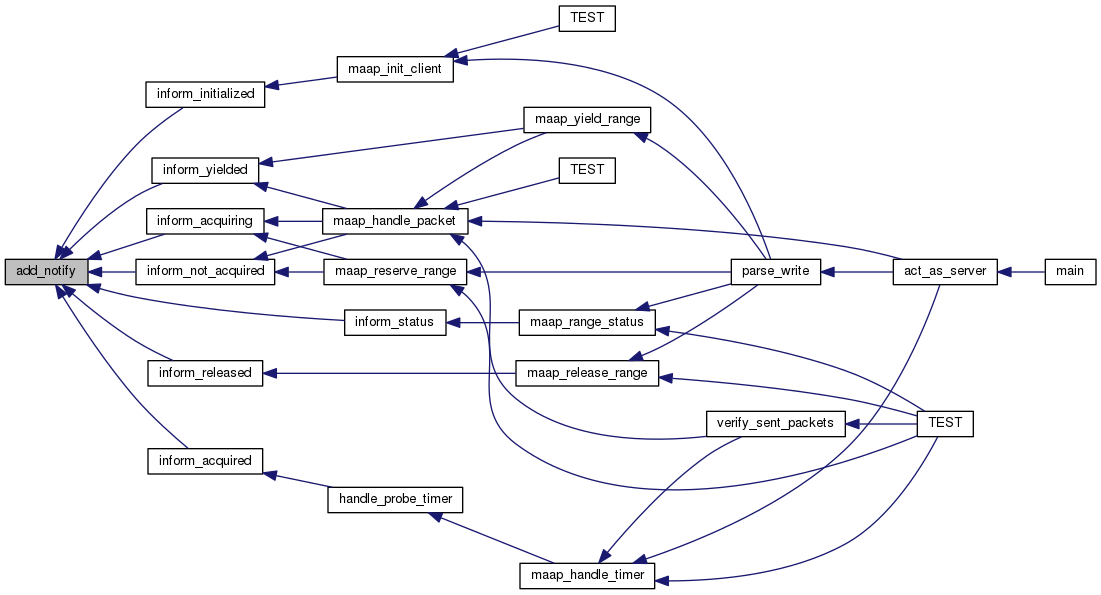 TEST
maap_init_client
inform_initialized
maap_yield_range
inform_yielded
TEST
inform_acquiring
maap_handle_packet
add_notify
inform_not_acquired
maap_reserve_range
parse_write
act_as_server
main
inform_status
maap_range_status
inform_released
maap_release_range
verify_sent_packets
TEST
inform_acquired
handle_probe_timer
maap_handle_timer